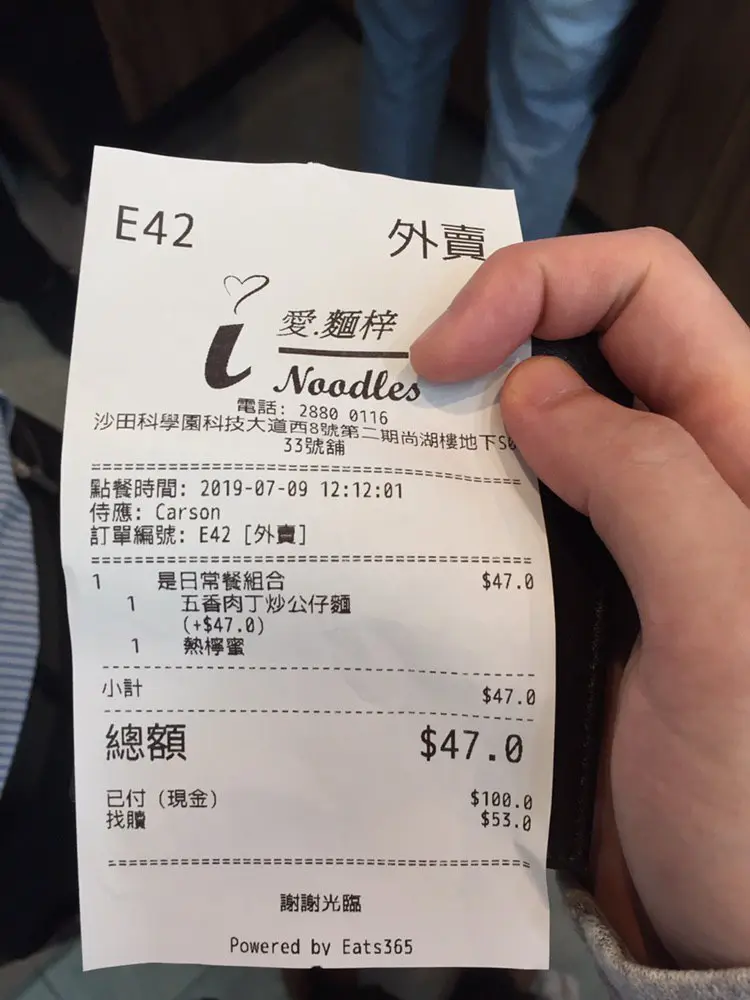 E42 外賣
愛.麵梓
Noodles
電話: 2880 0116
沙田科學園科技大道西8號第二期尚湖樓地下
33號舖
點餐時間: 2019-07-09 12:12:01
侍應: Carson
訂單編號: E42 [外賣]
1 是日常餐組合 $47.0
1 五香肉丁炒公仔麵
(+$47.0)
1 熱檸蜜
小計 $47.0
總額 $47.0
已付 (現金) $100.0
找贖 $53.0
謝謝光臨
Powered by Eats365